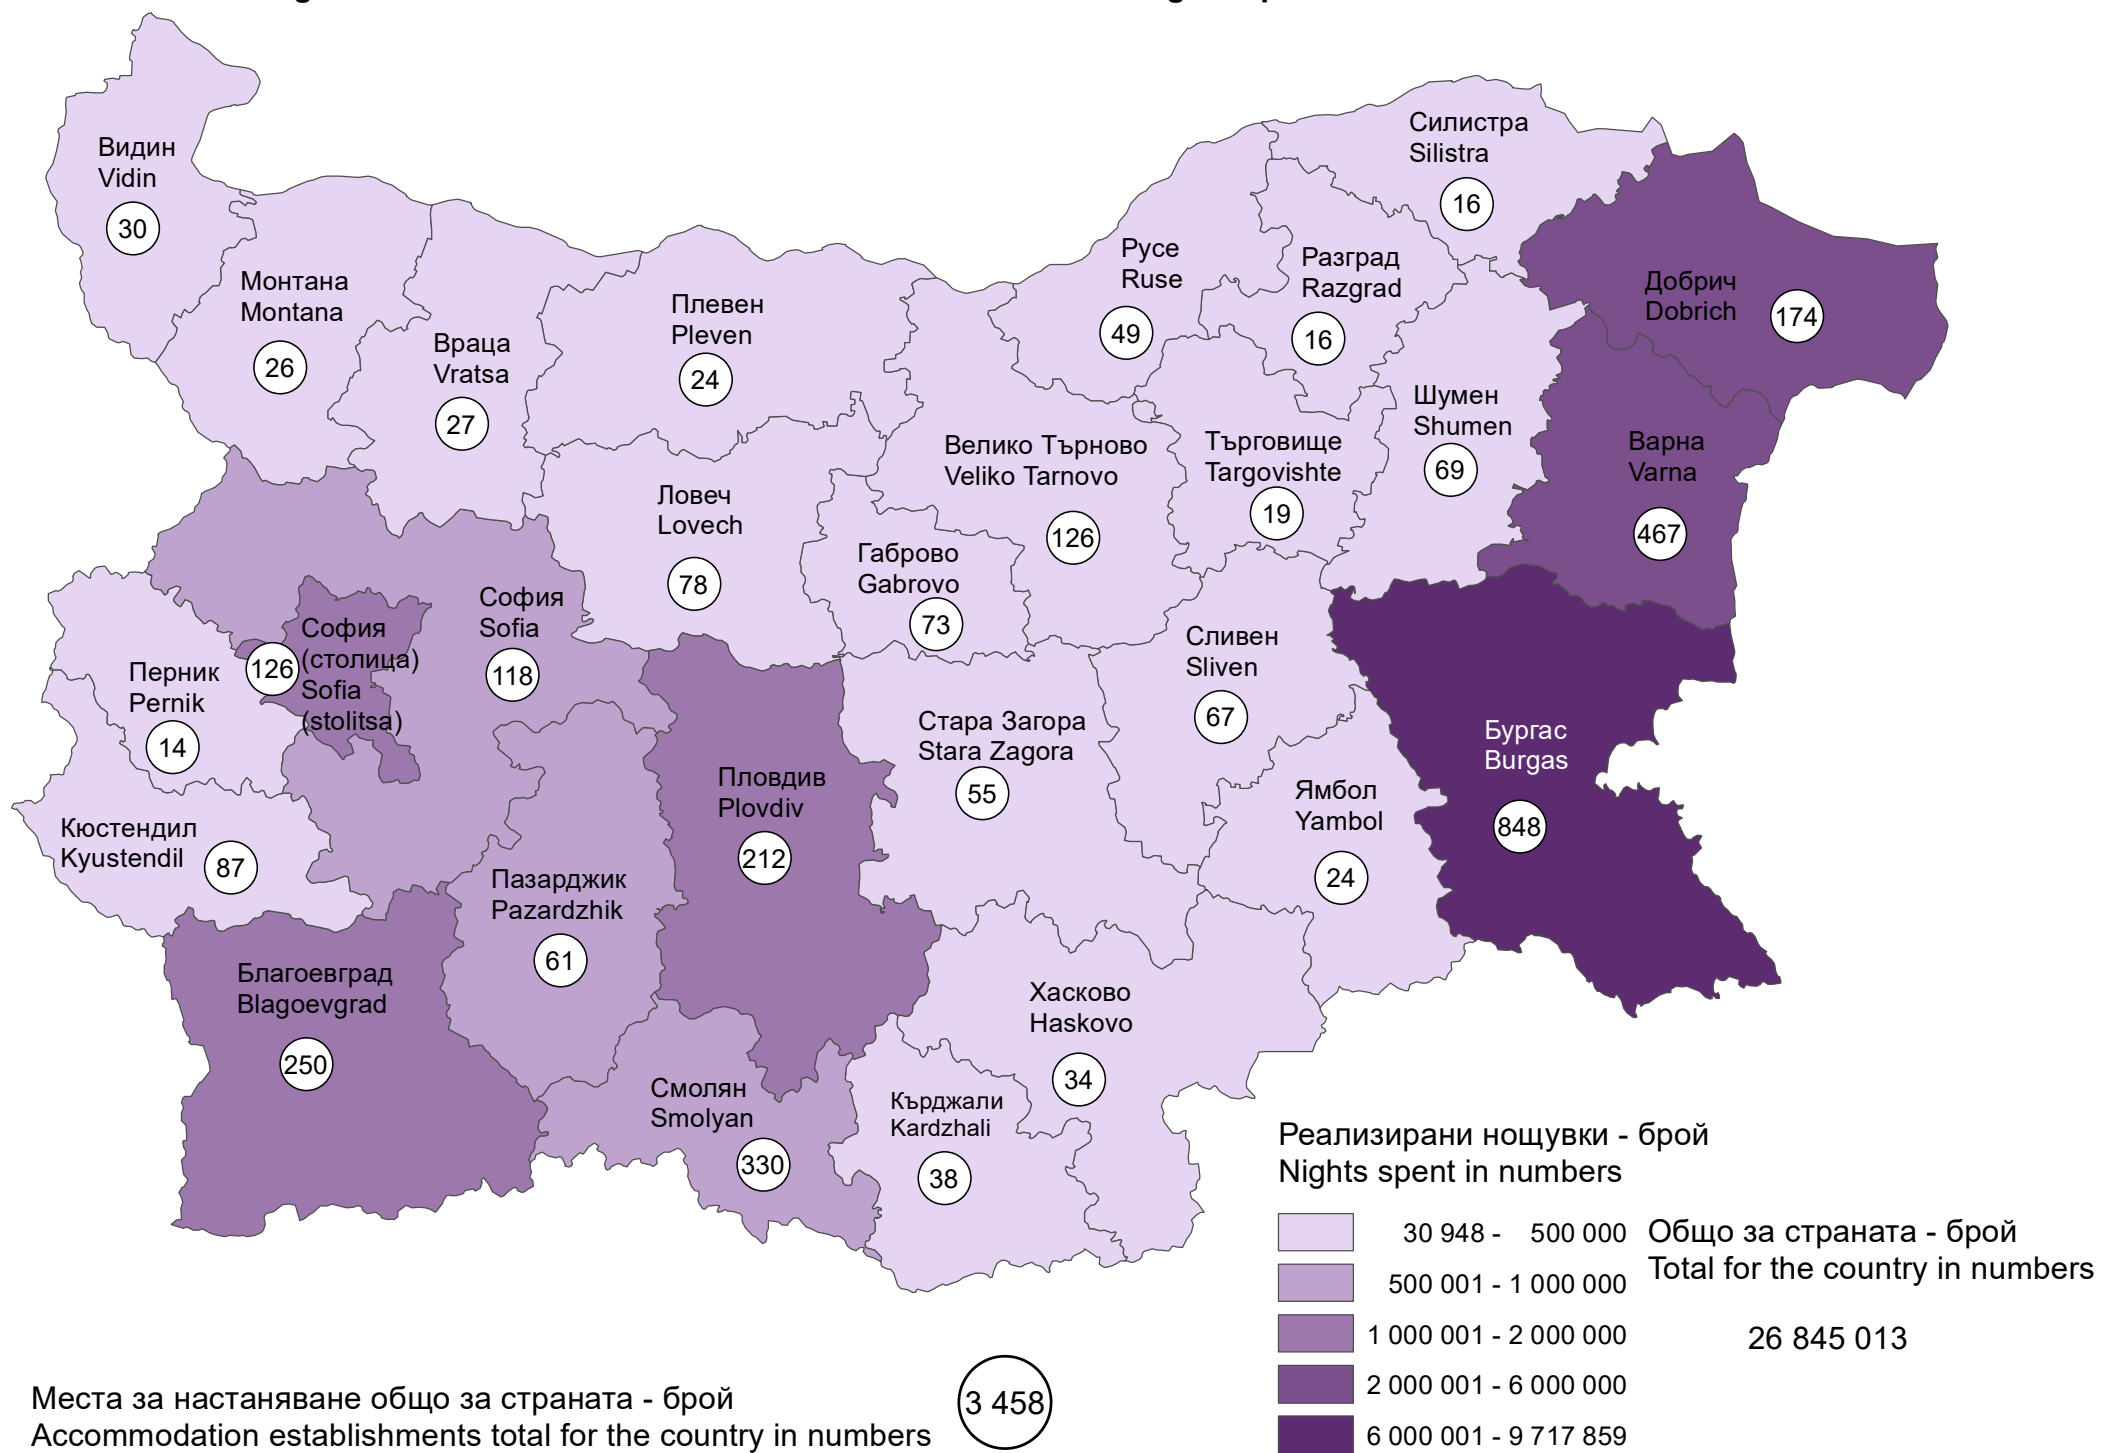 Видин
Vidin
30
Монтана
Montana
26
Враца
Vratsa
27
Плевен
Pleven
24
Ловеч
Lovech
78
Габрово
Gabrovo
73
Велико Търново
Veliko Tarnovo
126
Русе
Ruse
49
Разград
Razgrad
16
Силистра
Silistra
16
Добрич
Dobrich
174
Варна
Varna
467
Шумен
Shumen
69
Търговище
Targovishte
19
Сливен
Sliven
67
Бургас
Burgas
848
Ямбол
Yambol
24
Стара Загора
Stara Zagora
55
Хасково
Haskovo
34
Кърджали
Kardzhali
38
Смолян
Smolyan
330
Пловдив
Plovdiv
212
Пазарджик
Pazardzhik
61
Благоевград
Blagoevgrad
250
Кюстендил
Kyustendil
87
Перник
Pernik
14
София
(столица)
Sofia
(stolitsa)
126
София
Sofia
118
Реализирани нощувки - брой
Nights spent in numbers
30 948 - 500 000
500 001 - 1 000 000
1 000 001 - 2 000 000
2 000 001 - 6 000 000
6 000 001 - 9 717 859
Общо за страната - брой
Total for the country in numbers
26 845 013
Места за настаняване общо за страната - брой
Accommodation establishments total for the country in numbers
3 458